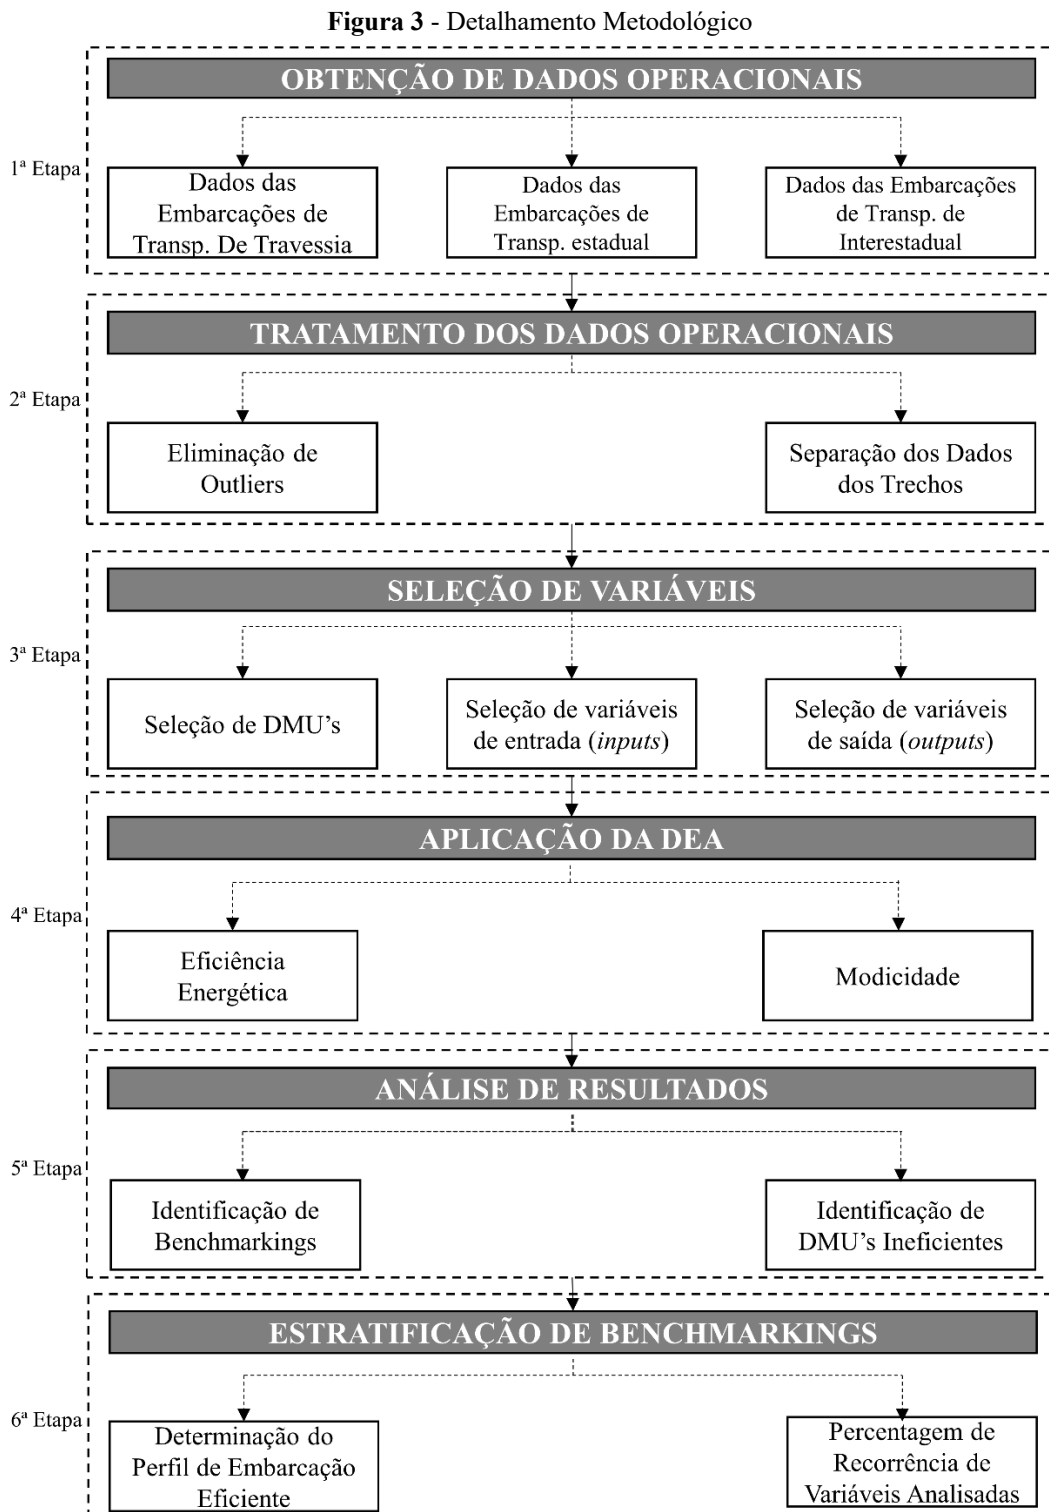 Figura 3 - Detalhamento Metodológico
OBTENÇÃO DE DADOS OPERACIONAIS
1ª Etapa
Dados das
Embarcações de
Transp. De Travessia
Dados das
Embarcações de
Transp. estadual
Dados das Embarcações
de Transp. de
Interestadual
TRATAMENTO DOS DADOS OPERACIONAIS
2ª Etapa
Eliminação de
Outliers
Separação dos Dados
dos Trechos
SELEÇÃO DE VARIÁVEIS
3ª Etapa
Seleção de DMU’s
Seleção de variáveis
de entrada (inputs)
Seleção de variáveis
de saída (outputs)
APLICAÇÃO DA DEA
4ª Etapa
Eficiência
Energética
Modicidade
ANÁLISE DE RESULTADOS
5ª Etapa
Identificação de
Benchmarkings
Identificação de
DMU’s Ineficientes
ESTRATIFICAÇÃO DE BENCHMARKINGS
6ª Etapa
Determinação do
Perfil de Embarcação
Eficiente
Percentagem de
Recorrência de
Variáveis Analisadas